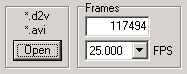 *.d2v
*.avi
Open
Frames
117494
25.000 FPS